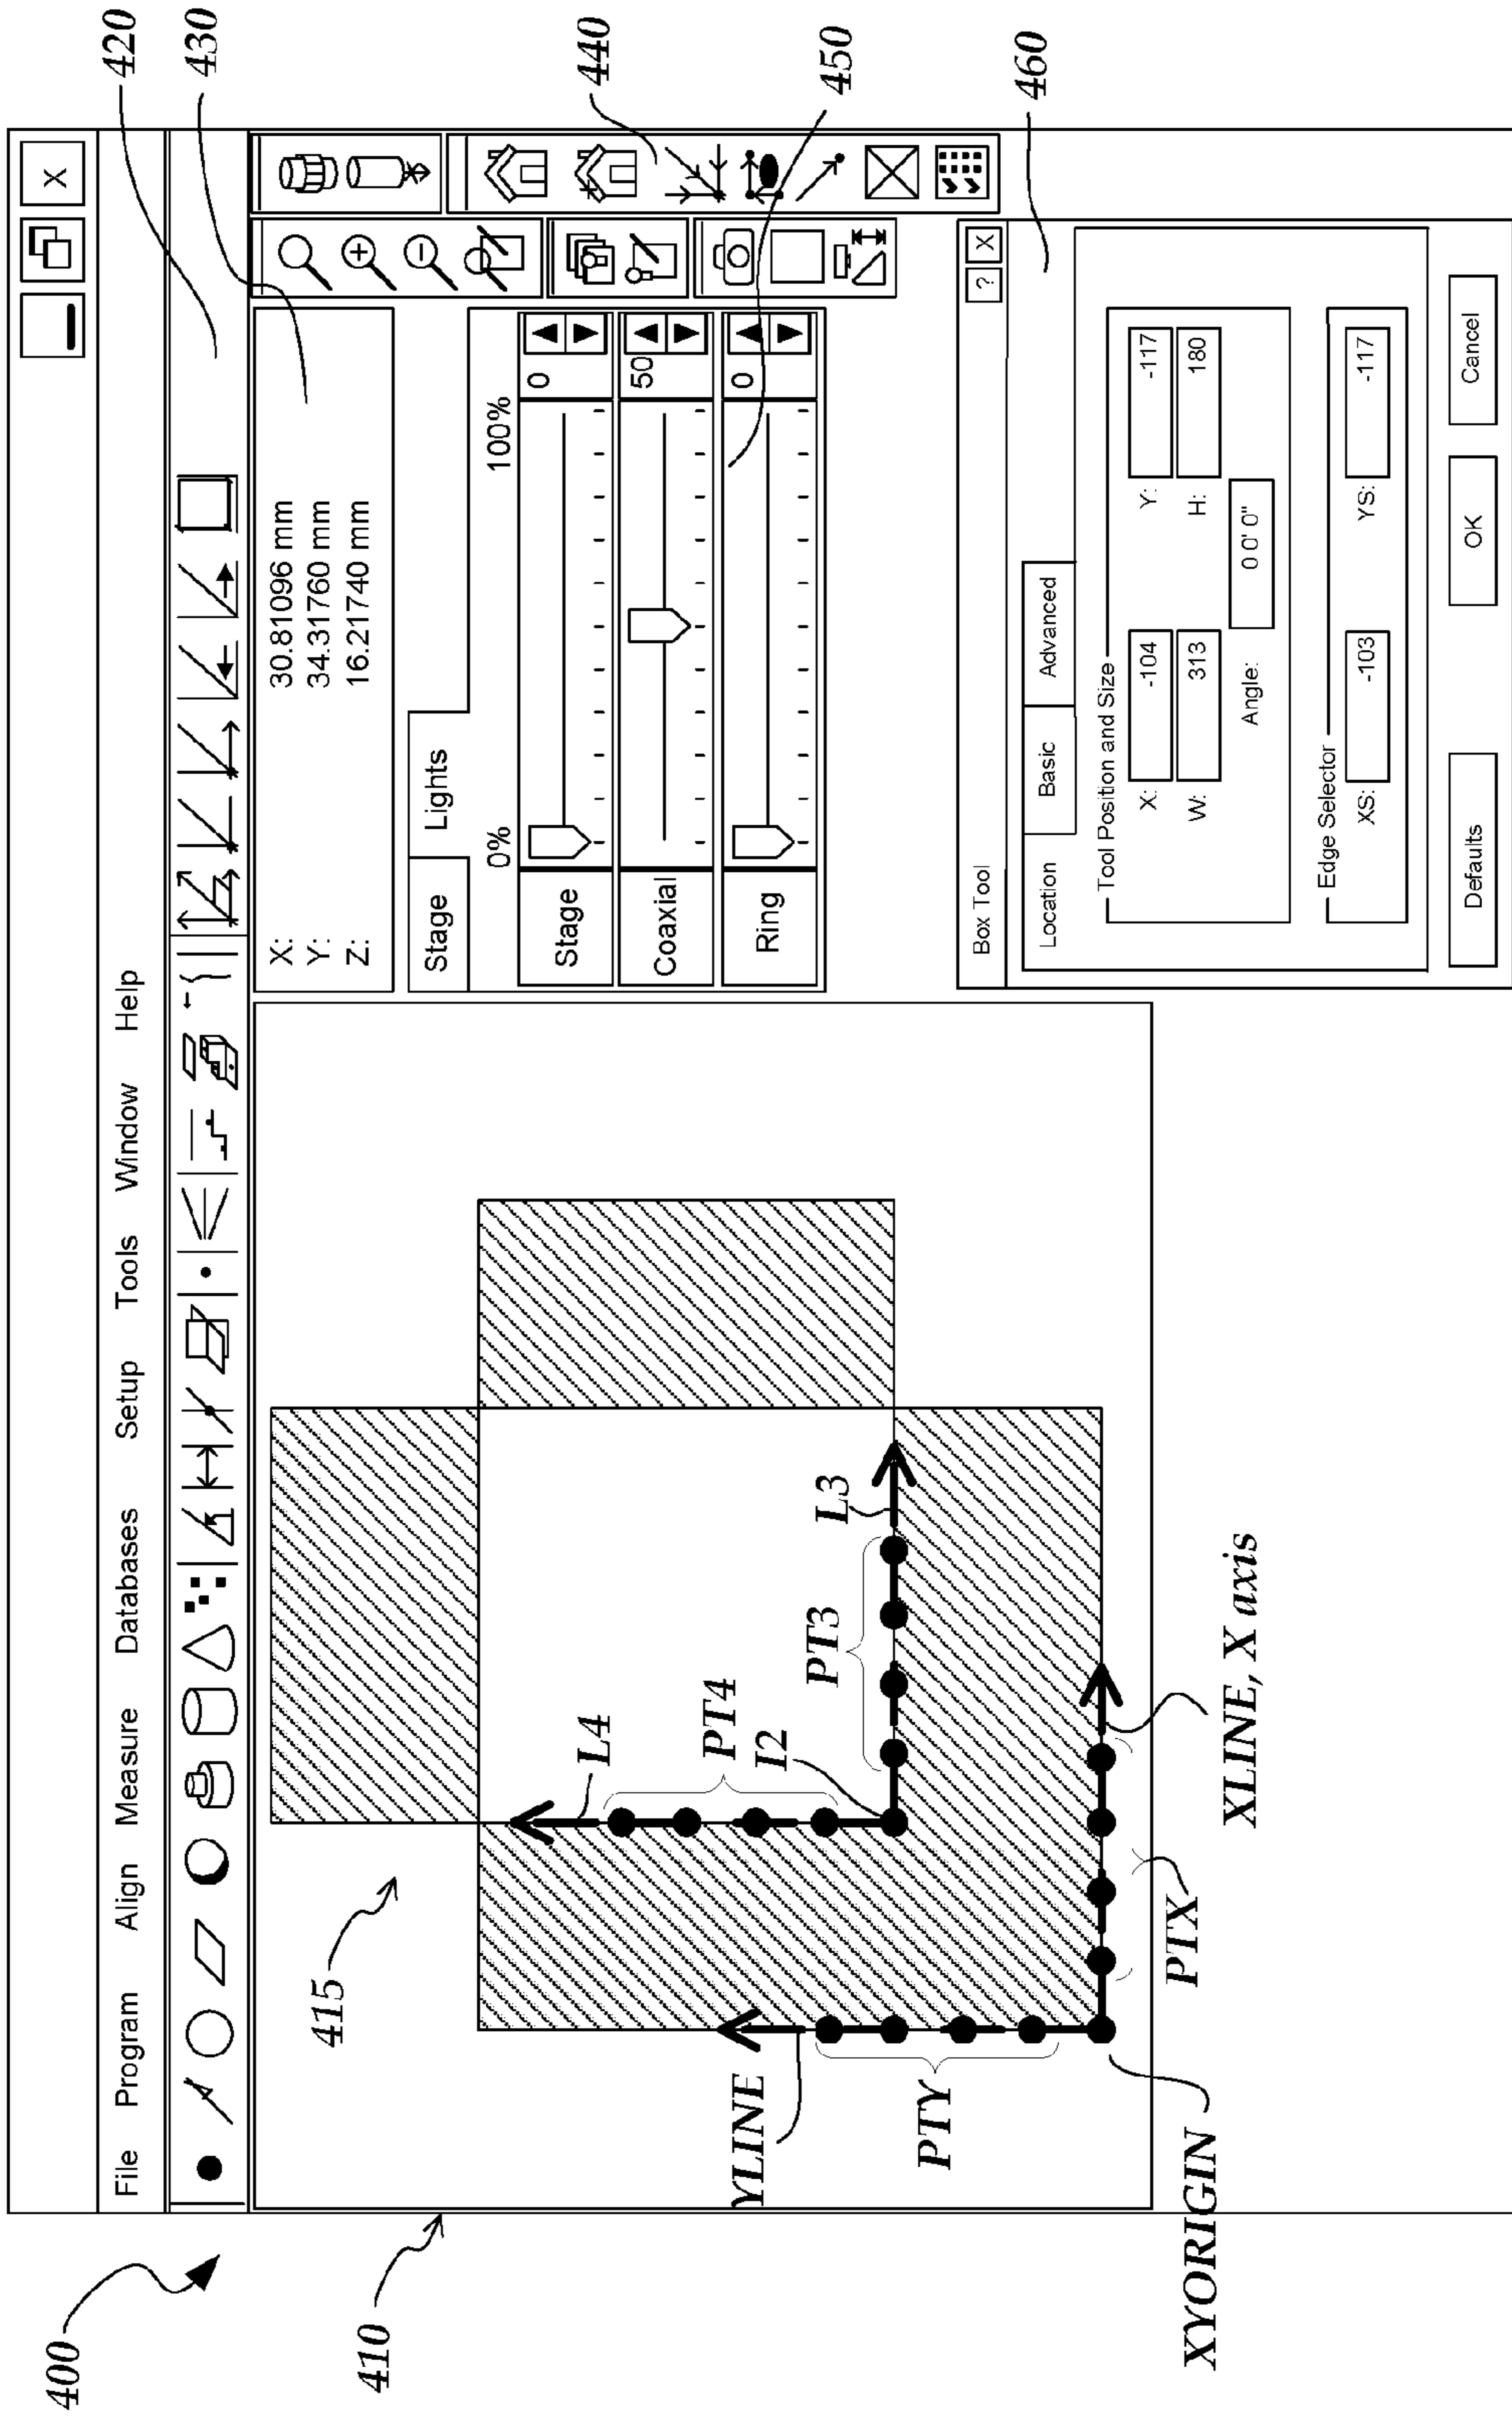 400
420
430
File Program Align Measure Databases Setup Tools Window Help
X
410
415
X: 30.81096 mm
Y: 34.31760 mm
Z: 16.21740 mm
440
Stage Lights
0% 100%
Stage 0
Coaxial 50
Ring 0
450
L4
PT4
I2
PT3
L3
YLINE
PTY
XYORIGIN
PTX
XLINE, X axis
460
Box Tool ? X
Location Basic Advanced
Tool Position and Size
X: -104 Y: -117
W: 313 H: 180
Angle: 0 0' 0"
Edge Selector
XS: -103 YS: -117
Defaults OK Cancel